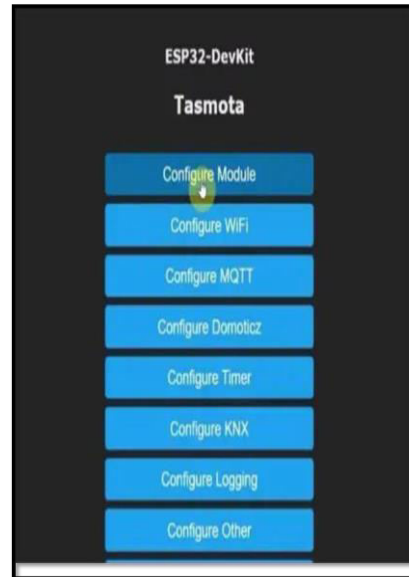 ESP32-DevKit
Tasmota
Configure Module
Configure WiFi
Configure MQTT
Configure Domoticz
Configure Timer
Configure KNX
Configure Logging
Configure Other